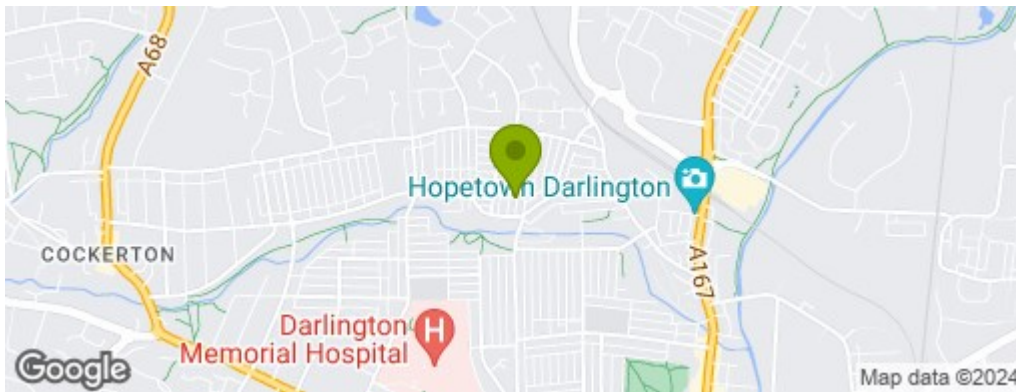 A68
Hopetown Darlington
COCKERTON
A167
Darlington
Memorial Hospital
H
Google
Map data ©2024